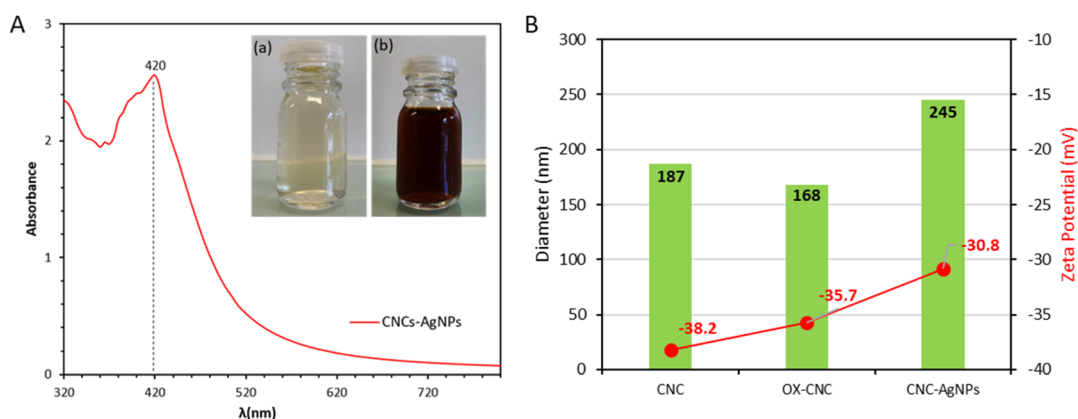 A
3
2
1
0
Absorbance
420
(a)
(b)
CNCs-AgNPs
320
420
520
620
720
λ(nm)
B
300
250
200
150
100
50
0
Diameter (nm)
187
168
245
-38.2
-35.7
-30.8
CNC
OX-CNC
CNC-AgNPs
-10
-15
-20
-25
-30
-35
-40
Zeta Potential (mV)